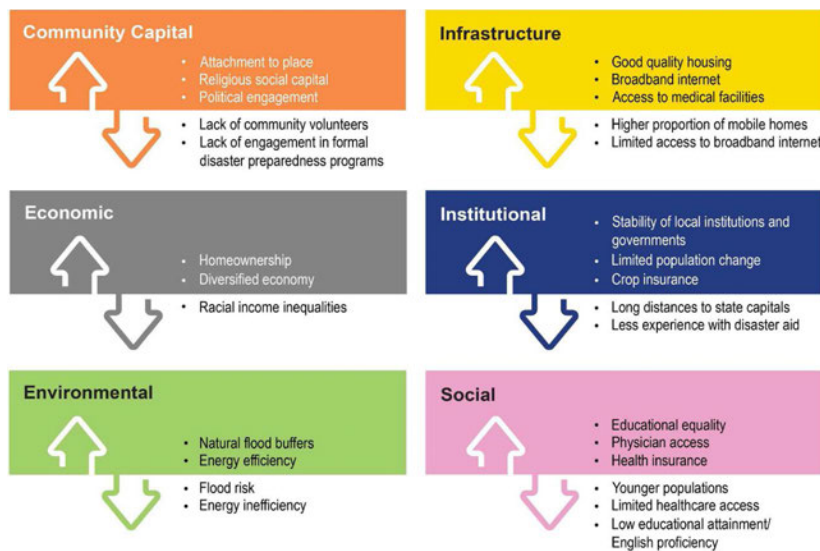 Community Capital
• Attachment to place
• Religious social capital
• Political engagement
• Lack of community volunteers
• Lack of engagement in formal
disaster preparedness programs
Infrastructure
• Good quality housing
• Broadband internet
• Access to medical facilities
• Higher proportion of mobile homes
• Limited access to broadband internet
Economic
• Homeownership
• Diversified economy
• Racial income inequalities
Institutional
• Stability of local institutions and
governments
• Limited population change
• Crop insurance
• Long distances to state capitals
• Less experience with disaster aid
Environmental
• Natural flood buffers
• Energy efficiency
• Flood risk
• Energy inefficiency
Social
• Educational equality
• Physician access
• Health insurance
• Younger populations
• Limited healthcare access
• Low educational attainment/
English proficiency